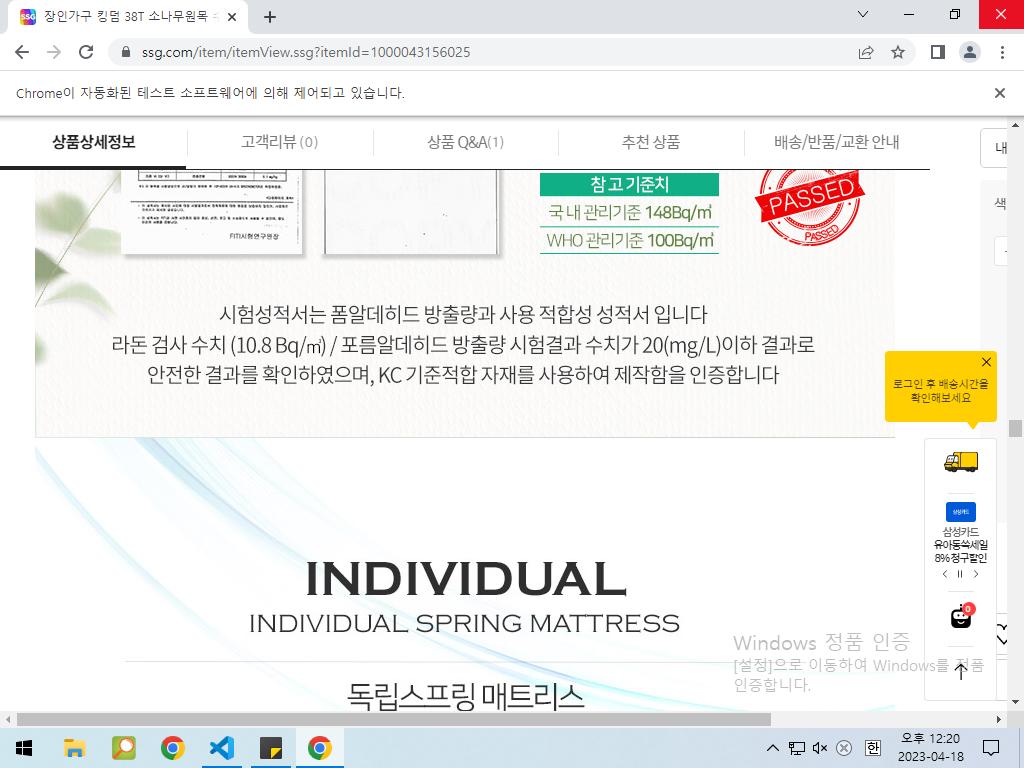 SSG 장인가구 킹덤 38T 소나무원목
ssg.com/item/itemView.ssg?itemId=1000043156025
Chrome이 자동화된 테스트 소프트웨어에 의해 제어되고 있습니다.
상품상세정보
고객리뷰 (0)
상품 Q&A(1)
추천 상품
배송/반품/교환 안내
내
색
FITI시험연구원장
참고 기준치
국내 관리기준 148Bq/㎥
WHO 관리기준 100Bq/㎥
PASSED
PASSED
시험성적서는 폼알데히드 방출량과 사용 적합성 성적서 입니다
라돈 검사 수치 (10.8 Bq/㎥) / 포름알데히드 방출량 시험결과 수치가 20(mg/L)이하 결과로
안전한 결과를 확인하였으며, KC 기준적합 자재를 사용하여 제작함을 인증합니다
로그인 후 배송시간을
확인해보세요
삼성카드
삼성카드
유아동쓱세일
8% 청구할인
0
INDIVIDUAL
INDIVIDUAL SPRING MATTRESS
독립스프링 매트리스
Windows 정품 인증
[설정]으로 이동하여 Windows를 정품
인증합니다.
한
오후 12:20
2023-04-18